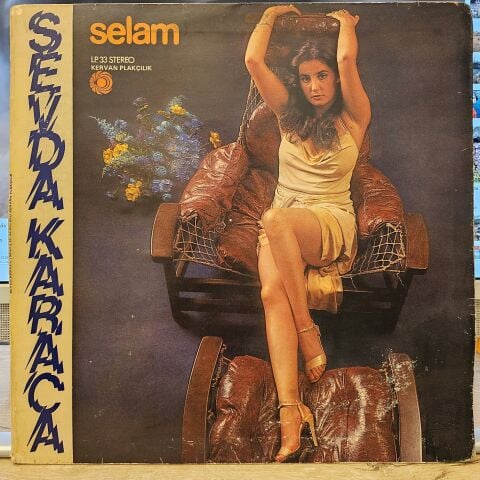 SEVDA KARACA
selam
LP 33 STEREO
KERVAN PLAKÇILIK